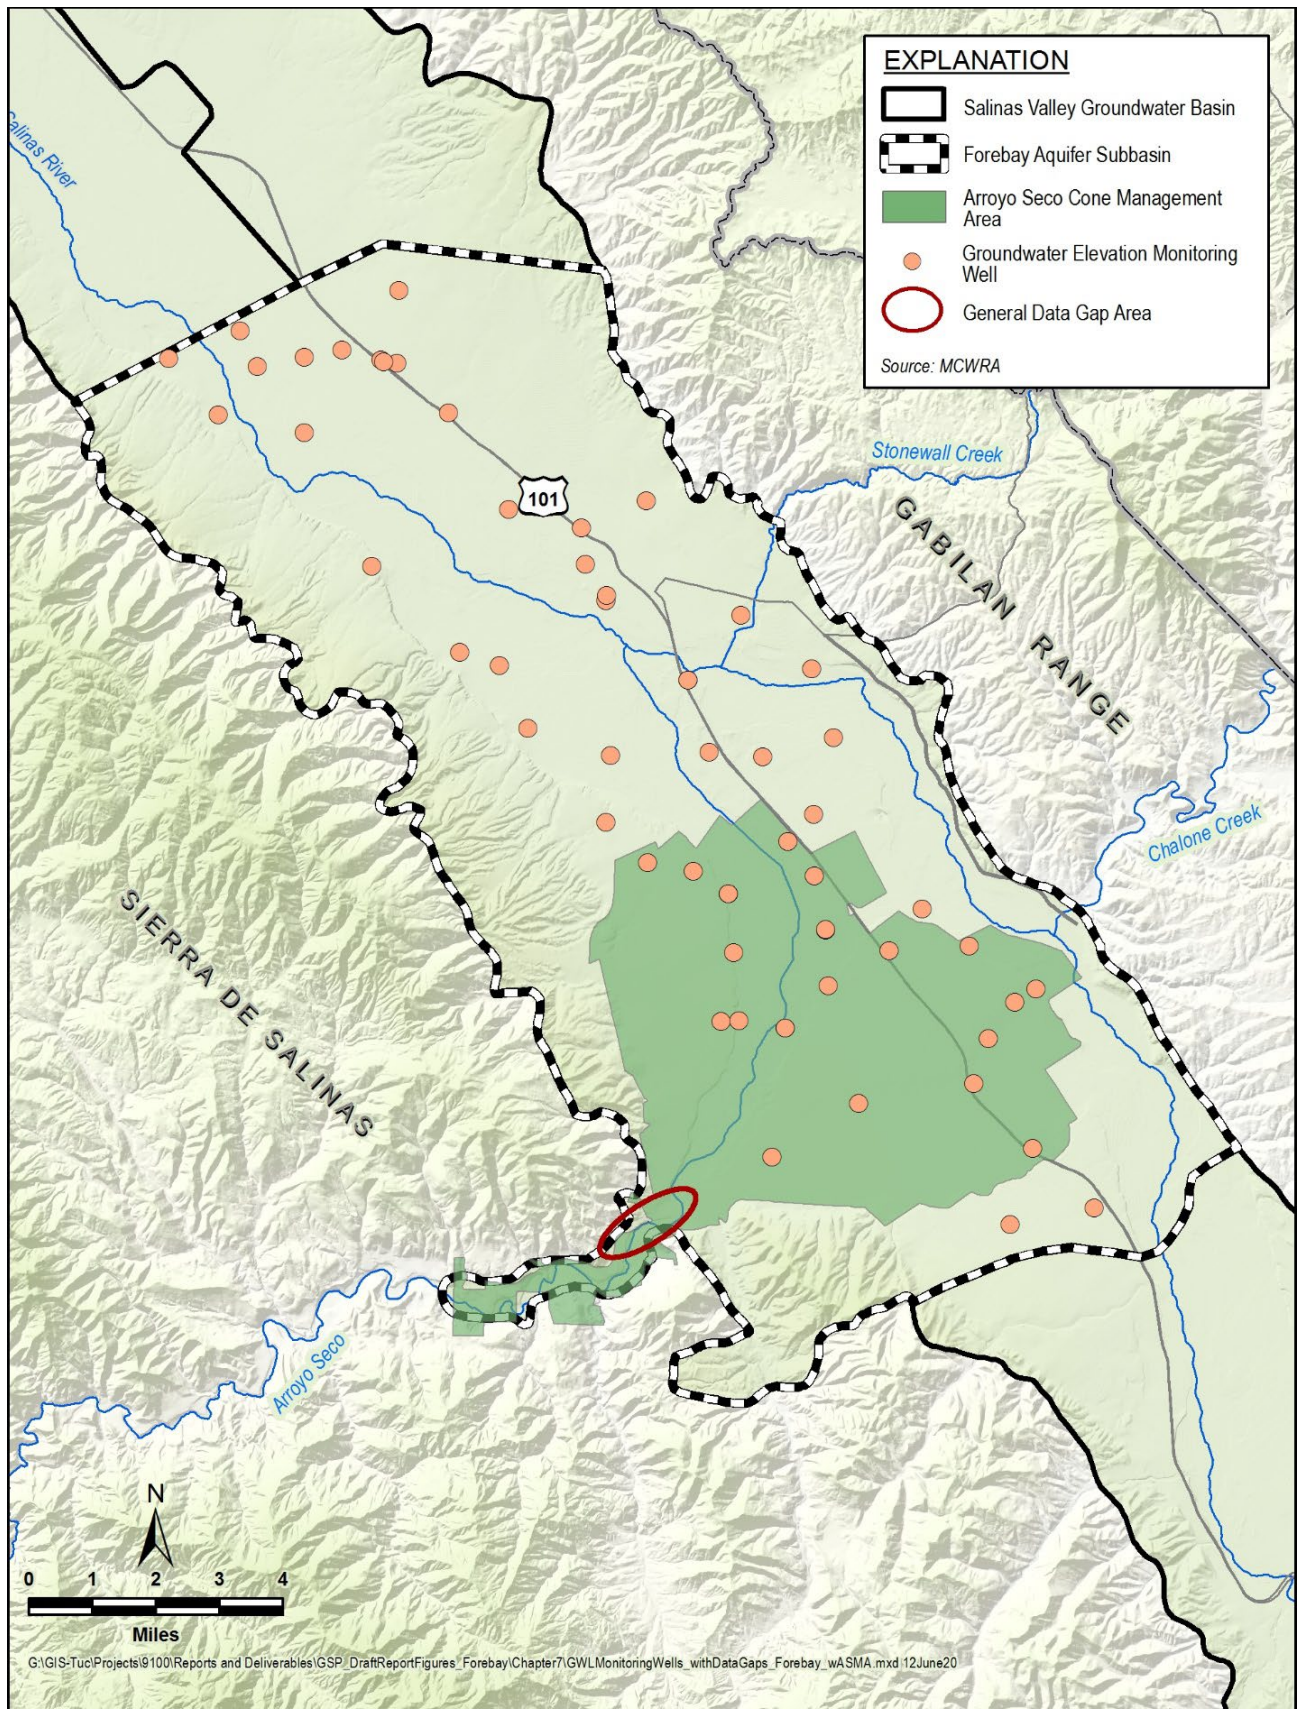 EXPLANATION
Salinas Valley Groundwater Basin
Forebay Aquifer Subbasin
Arroyo Seco Cone Management
Area
Groundwater Elevation Monitoring
Well
General Data Gap Area
Source: MCWRA
Salinas River
Stonewall Creek
101
GABILAN RANGE
Chalone Creek
SIERRA DE SALINAS
Arroyo Seco
N
0 1 2 3 4
Miles
G:\GIS-Tuc\Projects\9100\Reports and Deliverables\GSP_DraftReportFigures_Forebay\Chapter7\GWLMonitoringWells_withDataGaps_Forebay_wASMA.mxd 12June20